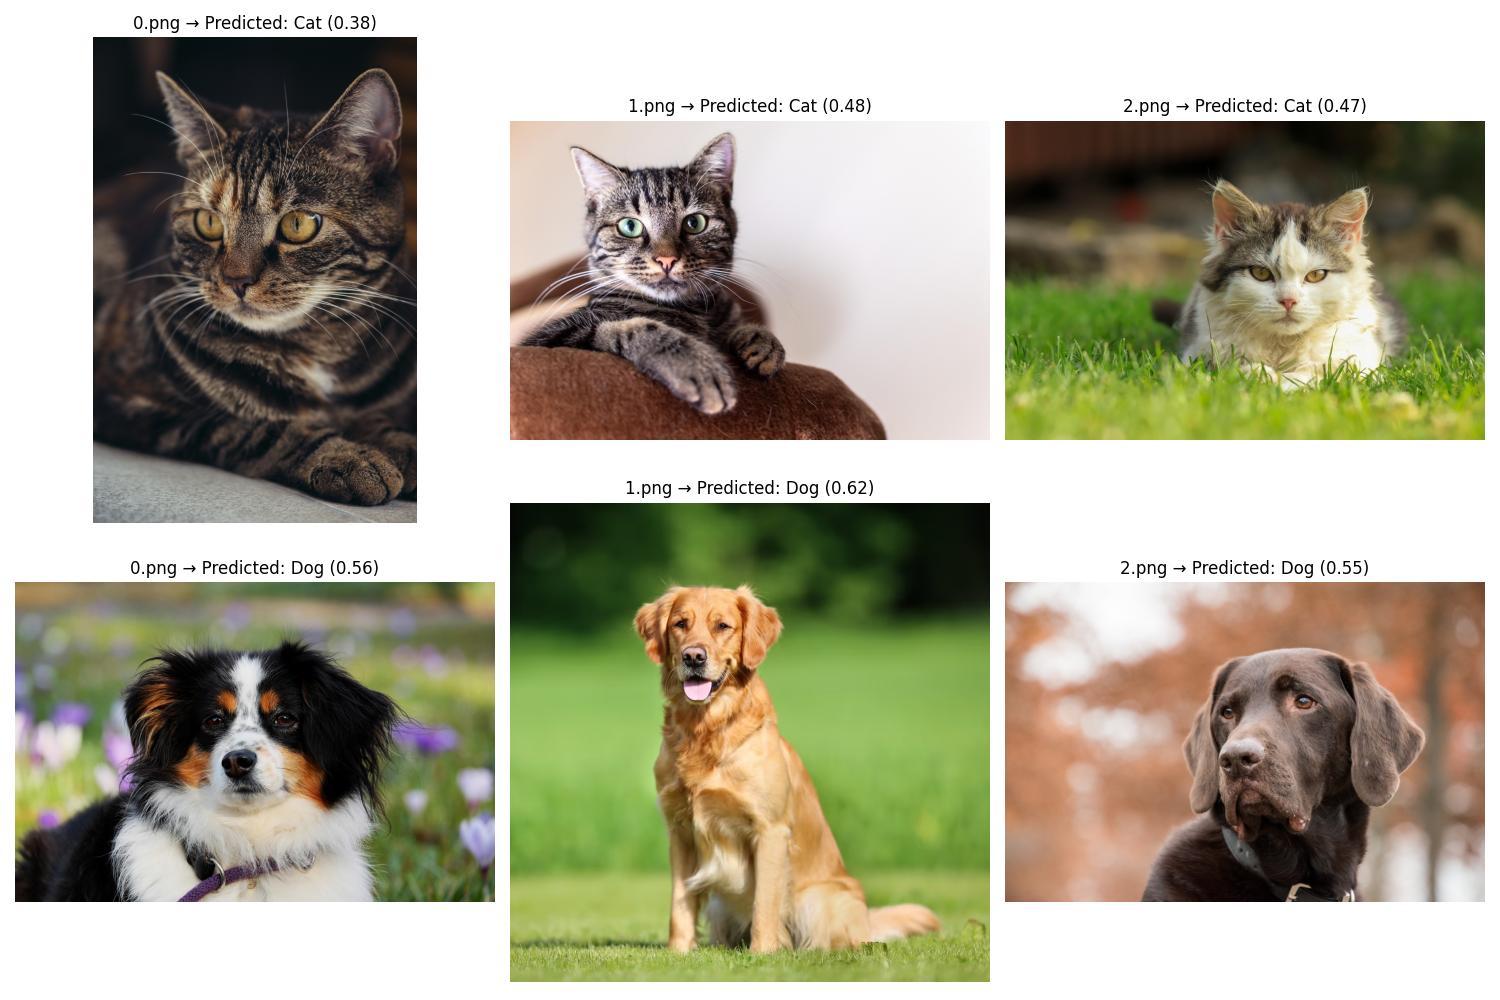 0.png → Predicted: Cat (0.38)
1.png → Predicted: Cat (0.48)
2.png → Predicted: Cat (0.47)
0.png → Predicted: Dog (0.56)
1.png → Predicted: Dog (0.62)
2.png → Predicted: Dog (0.55)